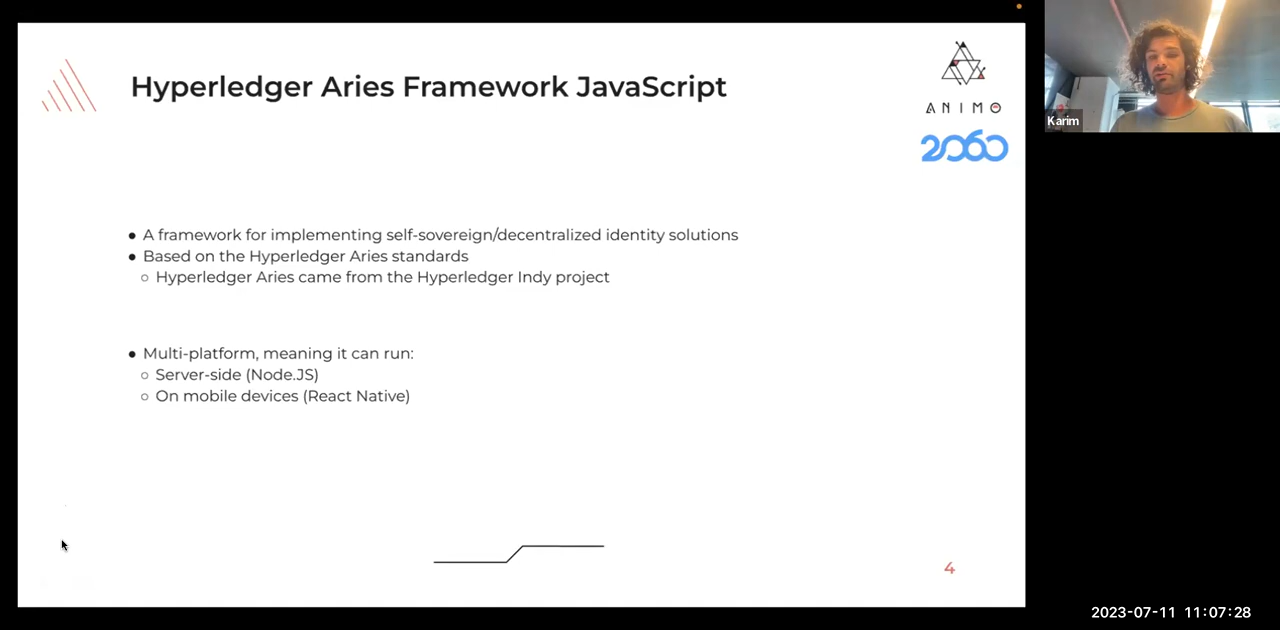 Hyperledger Aries Framework JavaScript
ANIMO
2060
Karim
● A framework for implementing self-sovereign/decentralized identity solutions
● Based on the Hyperledger Aries standards
○ Hyperledger Aries came from the Hyperledger Indy project
● Multi-platform, meaning it can run:
○ Server-side (Node.JS)
○ On mobile devices (React Native)
4
2023-07-11 11:07:28